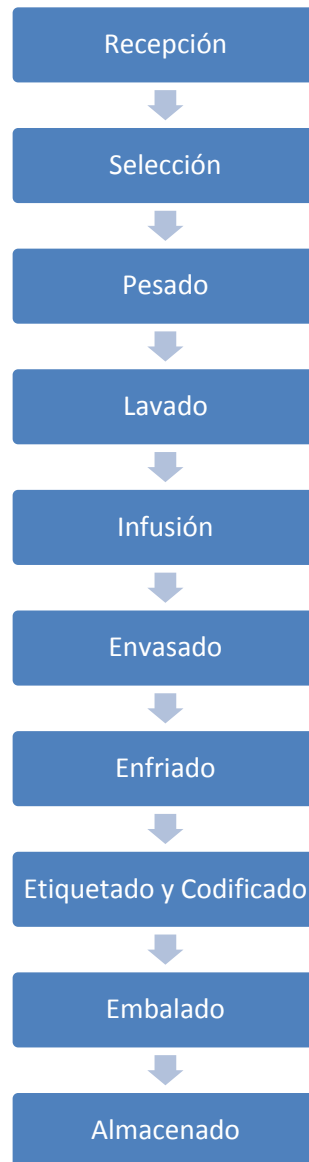 Recepción
Selección
Pesado
Lavado
Infusión
Envasado
Enfriado
Etiquetado y Codificado
Embalado
Almacenado